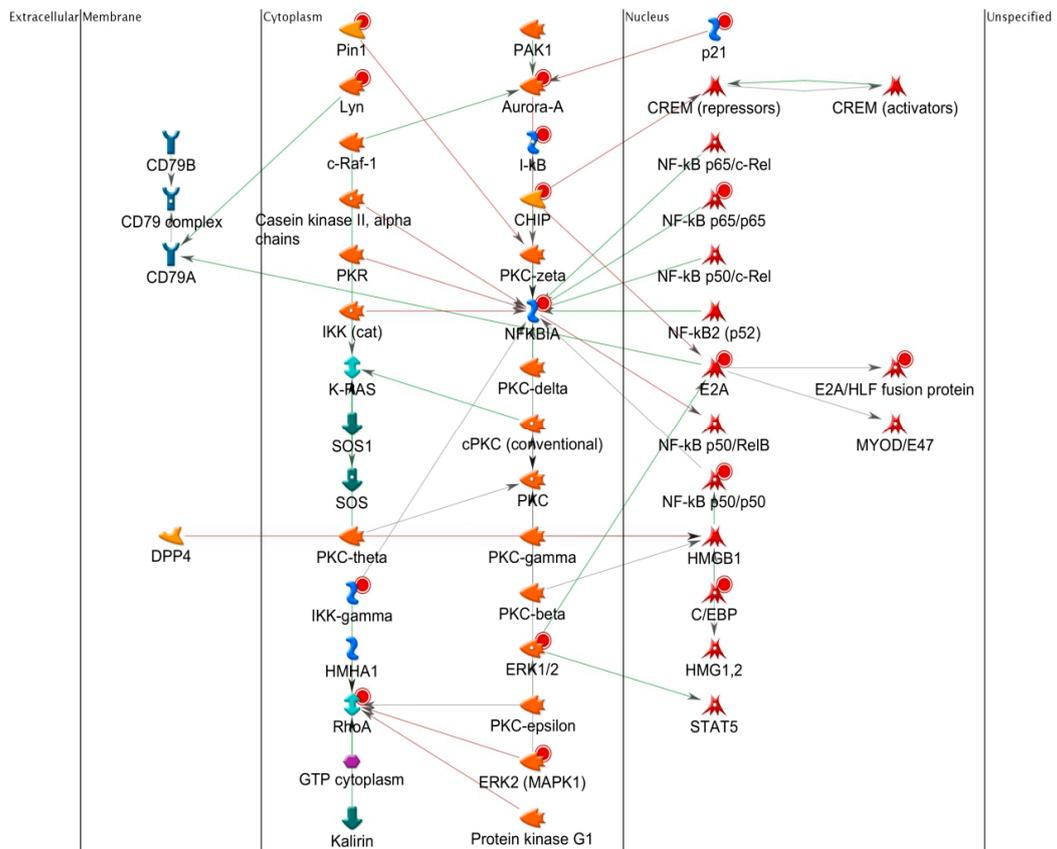 Extracellular
Membrane
Cytoplasm
Nucleus
Unspecified
Pin1
PAK1
p21
Lyn
Aurora-A
CREM (repressors)
CREM (activators)
CD79B
c-Raf-1
I-kB
NF-kB p65/c-Rel
CD79 complex
Casein kinase II, alpha
chains
CHIP
NF-kB p65/p65
CD79A
PKR
PKC-zeta
NF-kB p50/c-Rel
IKK (cat)
NFKBIA
NF-kB2 (p52)
K-RAS
PKC-delta
E2A
E2A/HLF fusion protein
SOS1
cPKC (conventional)
NF-kB p50/RelB
MYOD/E47
SOS
PKC
NF-kB p50/p50
DPP4
PKC-theta
PKC-gamma
HMGB1
IKK-gamma
PKC-beta
C/EBP
HMHA1
ERK1/2
HMG1,2
RhoA
PKC-epsilon
STAT5
GTP cytoplasm
ERK2 (MAPK1)
Kalirin
Protein kinase G1